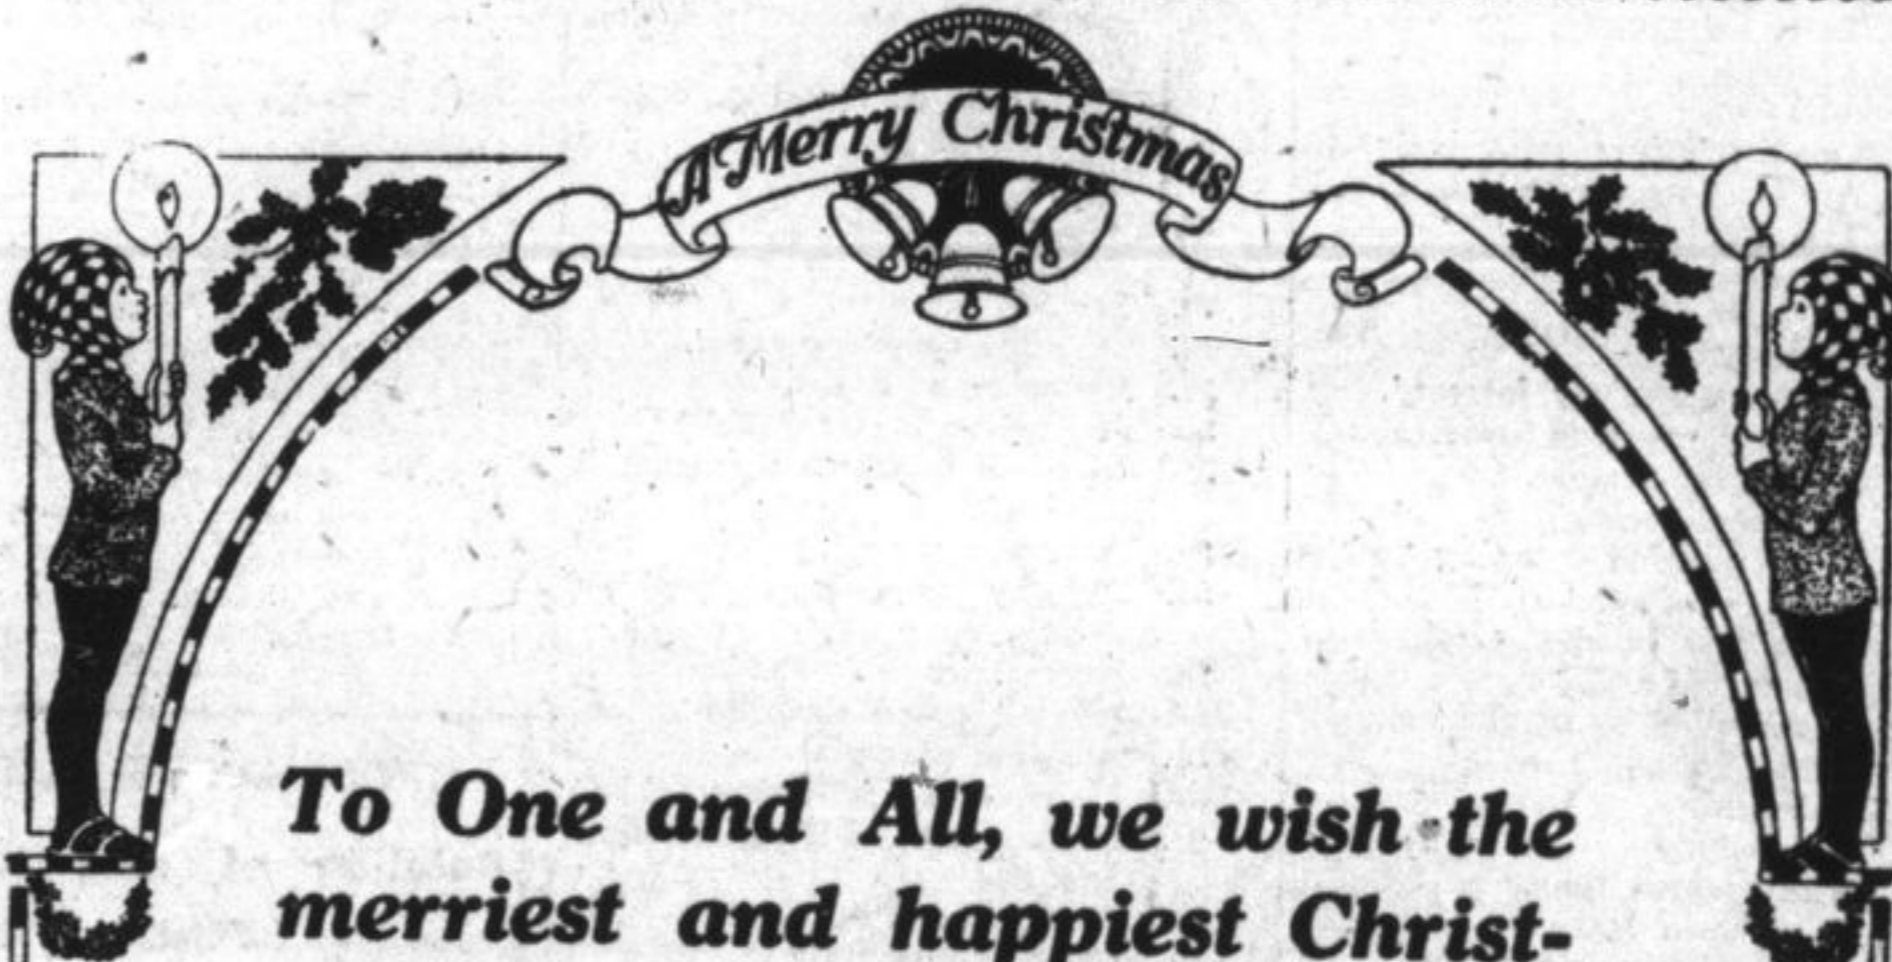 A Merry Christmas
To One and All, we wish the
merriest and happiest Christ-